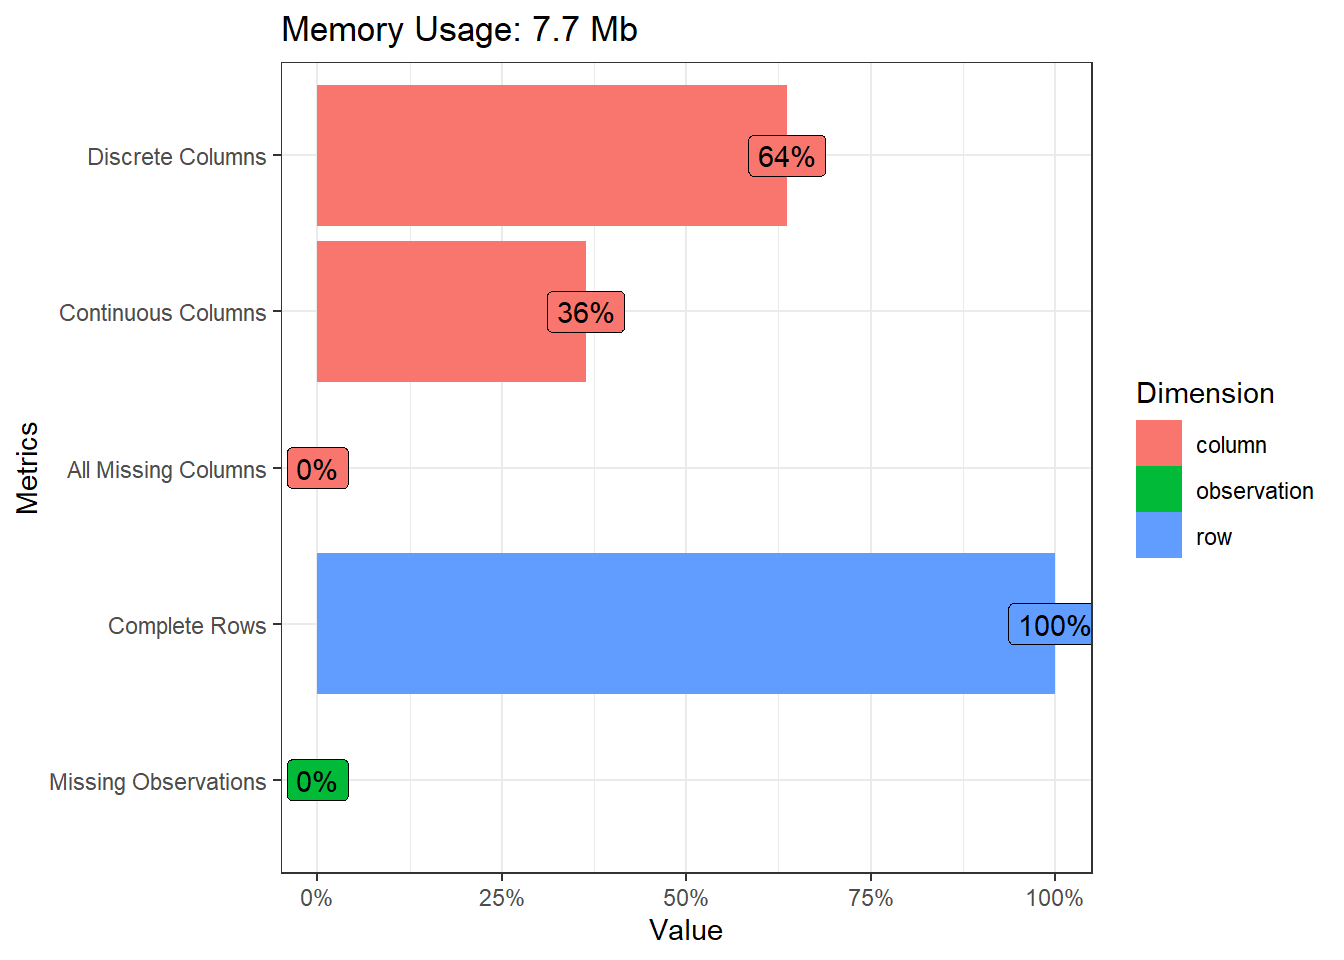 Memory Usage: 7.7 Mb
Metrics
Discrete Columns
64%
Continuous Columns
36%
All Missing Columns
0%
Complete Rows
100%
Missing Observations
0%
0% 25% 50% 75% 100%
Value
Dimension
column
observation
row